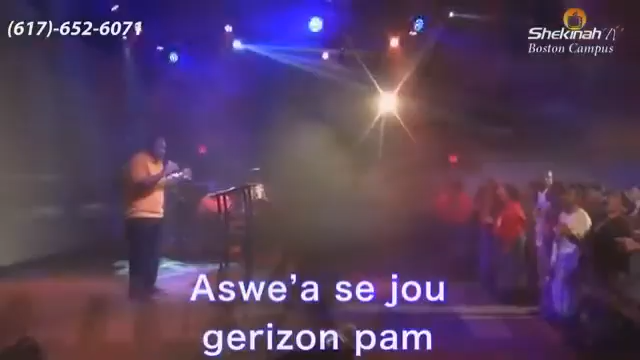 (617)-652-6071
Shekinah
Boston Campus
Aswe'a se jou
gerizon pam